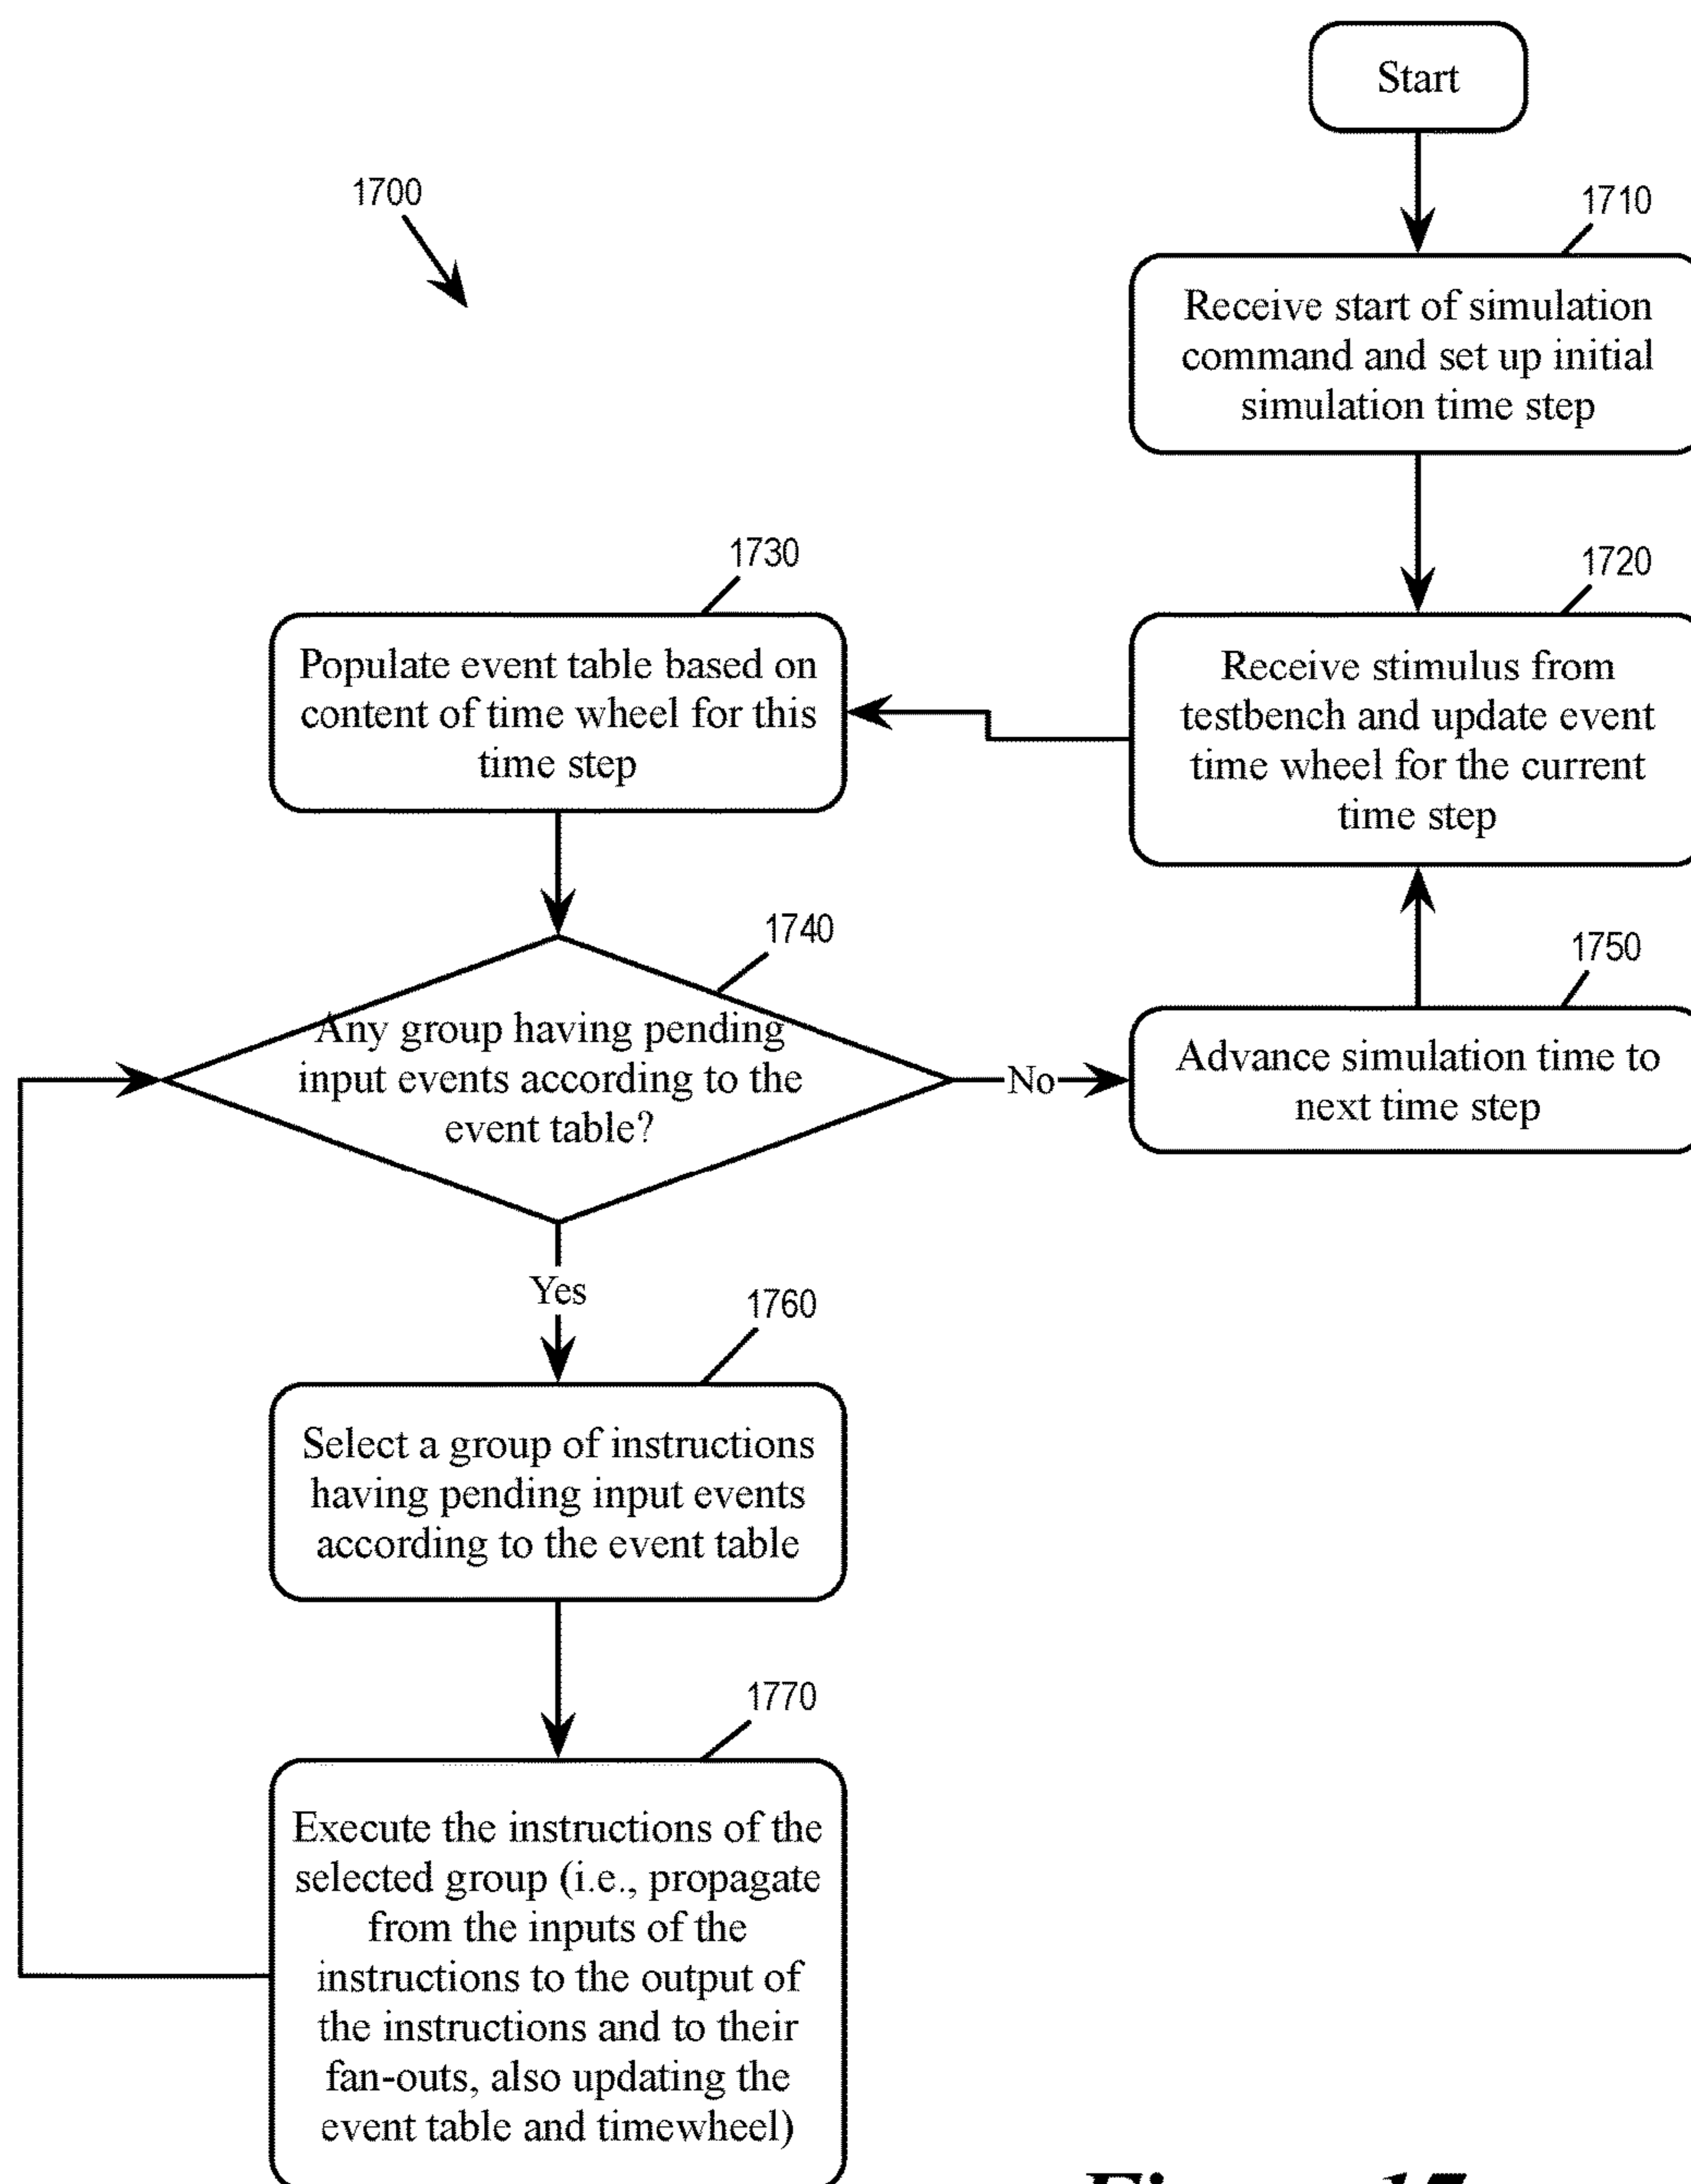 Start
1700
1710
Receive start of simulation
command and set up initial
simulation time step
1720
Receive stimulus from
testbench and update event
time wheel for the current
time step
1730
Populate event table based on
content of time wheel for this
time step
1740
Any group having pending
input events according to the
event table?
No
1750
Advance simulation time to
next time step
Yes
1760
Select a group of instructions
having pending input events
according to the event table
1770
Execute the instructions of the
selected group (i.e., propagate
from the inputs of the
instructions to the output of
the instructions and to their
fan-outs, also updating the
event table and timewheel)